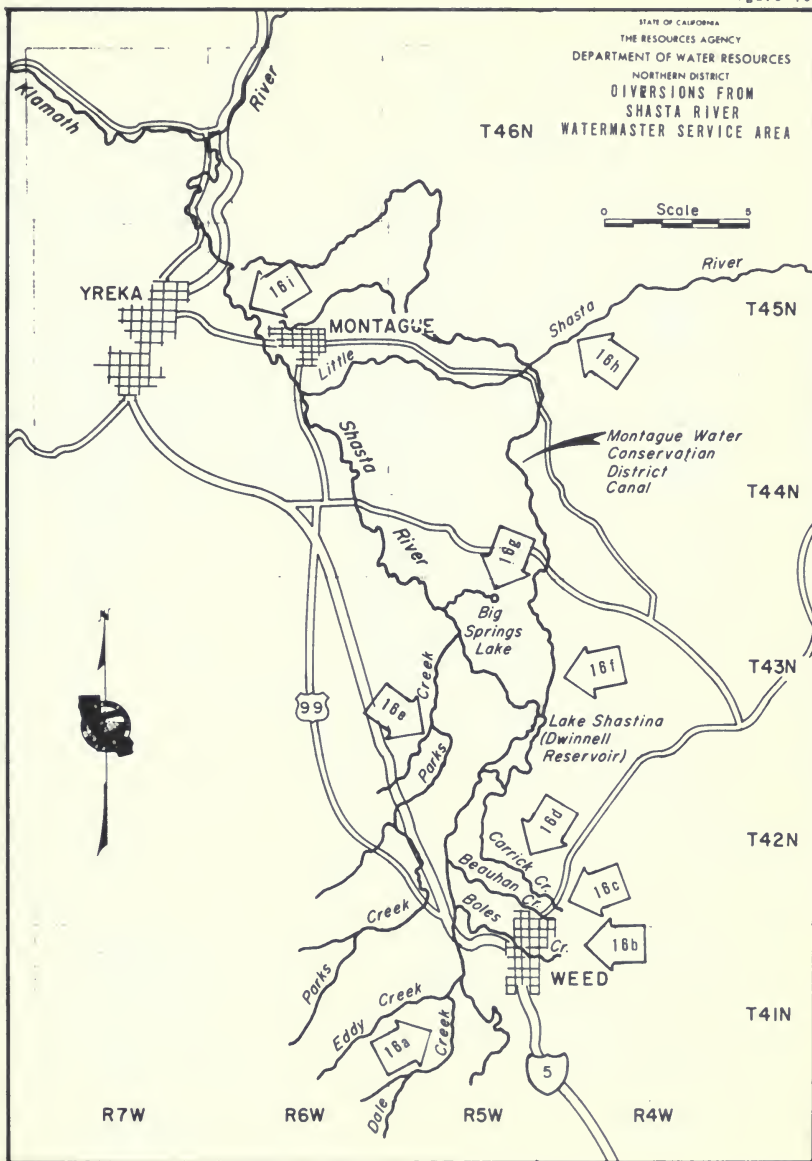 STATE OF CALIFORNIA
THE RESOURCES AGENCY
DEPARTMENT OF WATER RESOURCES
NORTHERN DISTRICT
DIVERSIONS FROM
SHASTA RIVER
WATERMASTER SERVICE AREA
T46N
Scale
0 5
Klamath
River
YREKA
16i
MONTAGUE
Little
Shasta
River
T45N
16h
Montague Water
Conservation
District
Canal
Shasta
River
T44N
16g
Big
Springs
Lake
T43N
16f
99
16e
Parks
Creek
Lake Shastina
(Dwinnell
Reservoir)
N
16d
T42N
Carrick Cr.
Beauhan Cr.
16c
Boles
Cr.
16b
WEED
Parks
Creek
Eddy Creek
16a
Dale
Creek
T41N
5
R7W
R6W
R5W
R4W